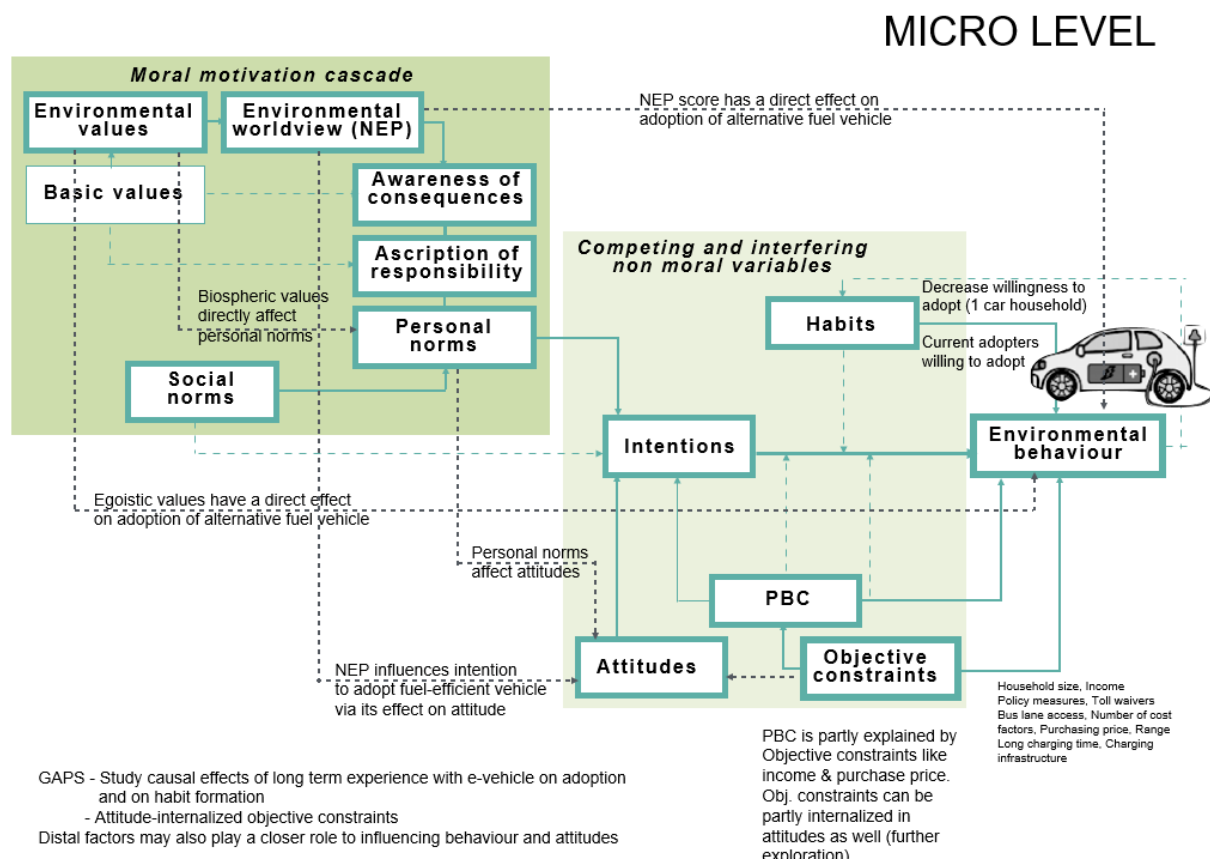 MICRO LEVEL
Moral motivation cascade
Environmental
values
Environmental
worldview (NEP)
NEP score has a direct effect on
adoption of alternative fuel vehicle
Basic values
Awareness of
consequences
Ascription of
responsibility
Biospheric values
directly affect
personal norms
Personal
norms
Social
norms
Competing and interfering
non moral variables
Habits
Decrease willingness to
adopt (1 car household)
Current adopters
willing to adopt
Intentions
Environmental
behaviour
Egoistic values have a direct effect
on adoption of alternative fuel vehicle
Personal norms
affect attitudes
PBC
Attitudes
Objective
constraints
NEP influences intention
to adopt fuel-efficient vehicle
via its effect on attitude
Household size, Income
Policy measures, Toll waivers
Bus lane access, Number of cost
factors, Purchasing price, Range
Long charging time, Charging
infrastructure
PBC is partly explained by
Objective constraints like
income & purchase price.
Obj. constraints can be
partly internalized in
attitudes as well (further
exploration)
GAPS - Study causal effects of long term experience with e-vehicle on adoption
and on habit formation
- Attitude-internalized objective constraints
Distal factors may also play a closer role to influencing behaviour and attitudes